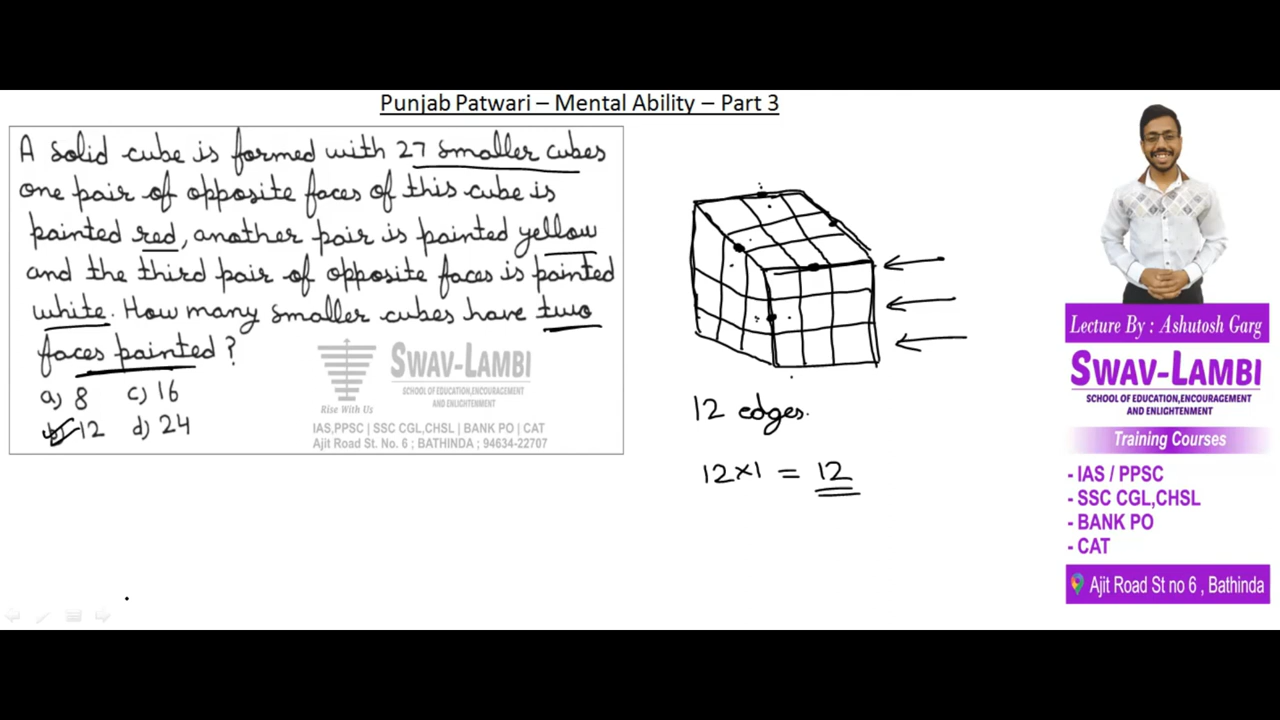 Punjab Patwari – Mental Ability – Part 3
A solid cube is formed with 27 smaller cubes
one pair of opposite faces of this cube is
painted red, another pair is painted yellow
and the third pair of opposite faces is painted
white. How many smaller cubes have two
faces painted?
a) 8 c) 16
b) 12 d) 24
Rise With Us
SWAV-LAMBI
SCHOOL OF EDUCATION,ENCOURAGEMENT
AND ENLIGHTENMENT
IAS,PPSC | SSC CGL,CHSL | BANK PO | CAT
Ajit Road St. No. 6 ; BATHINDA ; 94634-22707
12 edges.
12×1 = 12
Lecture By : Ashutosh Garg
SWAV-LAMBI
SCHOOL OF EDUCATION,ENCOURAGEMENT
AND ENLIGHTENMENT
Training Courses
- IAS / PPSC
- SSC CGL,CHSL
- BANK PO
- CAT
Ajit Road St no 6 , Bathinda